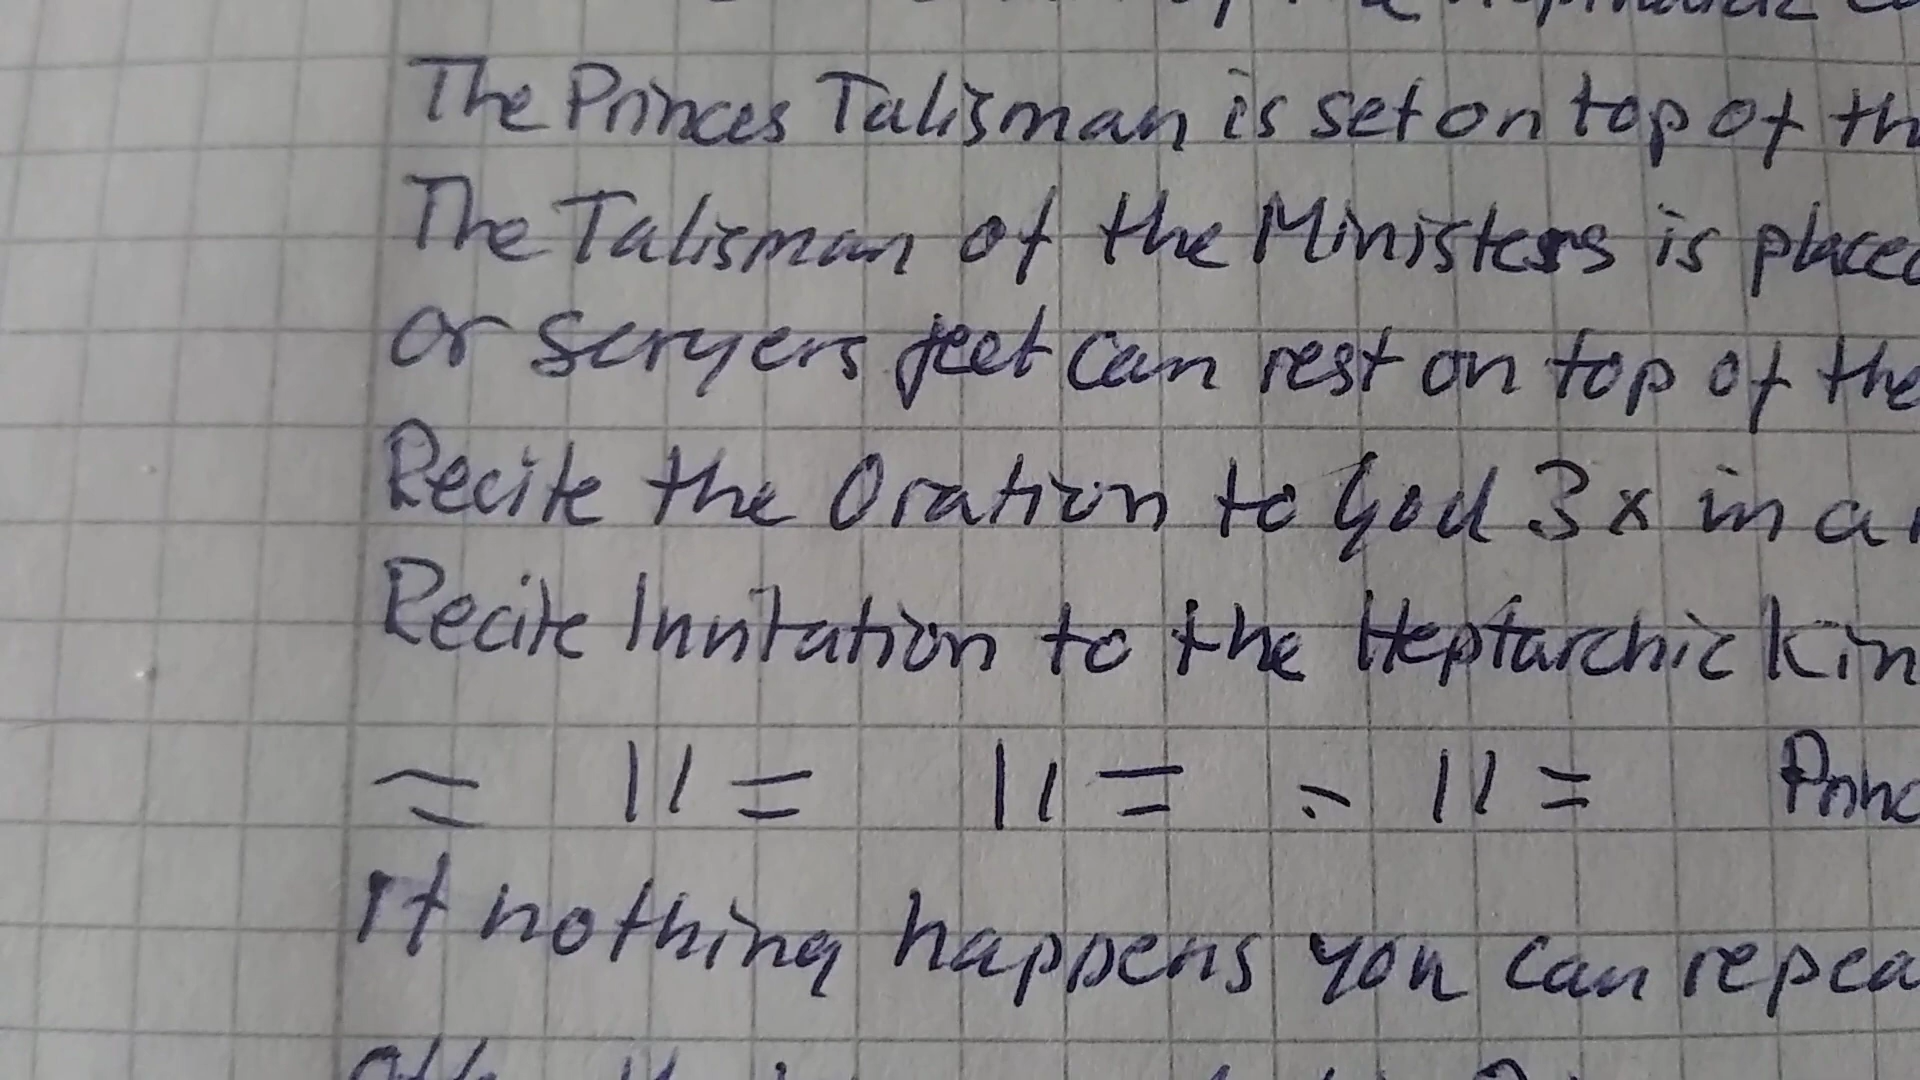 The Princes Talisman is set on top of th
The Talisman of the Ministers is placed
or Scryers feet can rest on top of the
Recite the Oration to God 3x in a
Recite Invitation to the Heptarchic Kin
= 11 = 11 = - 11 = Princ
If nothing happens you can repea